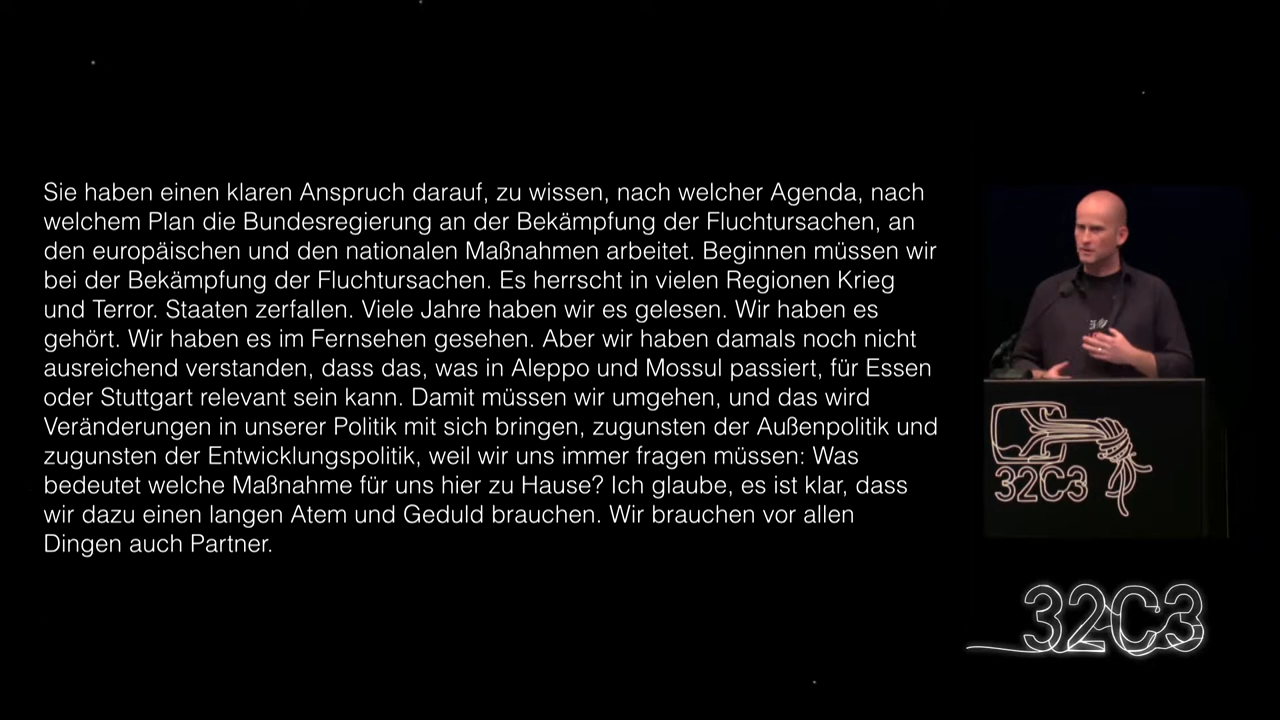 Sie haben einen klaren Anspruch darauf, zu wissen, nach welcher Agenda, nach
welchem Plan die Bundesregierung an der Bekämpfung der Fluchtursachen, an
den europäischen und den nationalen Maßnahmen arbeitet. Beginnen müssen wir
bei der Bekämpfung der Fluchtursachen. Es herrscht in vielen Regionen Krieg
und Terror. Staaten zerfallen. Viele Jahre haben wir es gelesen. Wir haben es
gehört. Wir haben es im Fernsehen gesehen. Aber wir haben damals noch nicht
ausreichend verstanden, dass das, was in Aleppo und Mossul passiert, für Essen
oder Stuttgart relevant sein kann. Damit müssen wir umgehen, und das wird
Veränderungen in unserer Politik mit sich bringen, zugunsten der Außenpolitik und
zugunsten der Entwicklungspolitik, weil wir uns immer fragen müssen: Was
bedeutet welche Maßnahme für uns hier zu Hause? Ich glaube, es ist klar, dass
wir dazu einen langen Atem und Geduld brauchen. Wir brauchen vor allen
Dingen auch Partner.
32C3
32C3